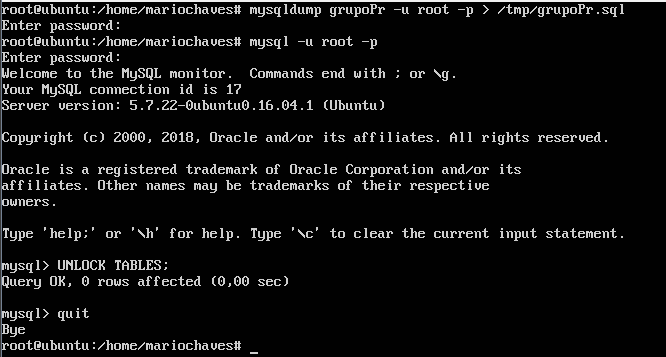 root@ubuntu:/home/mariochaves# mysqldump grupoPr -u root -p > /tmp/grupoPr.sql
Enter password:
root@ubuntu:/home/mariochaves# mysql -u root -p
Enter password:
Welcome to the MySQL monitor.  Commands end with ; or \g.
Your MySQL connection id is 17
Server version: 5.7.22-0ubuntu0.16.04.1 (Ubuntu)

Copyright (c) 2000, 2018, Oracle and/or its affiliates. All rights reserved.

Oracle is a registered trademark of Oracle Corporation and/or its
affiliates. Other names may be trademarks of their respective
owners.

Type 'help;' or '\h' for help. Type '\c' to clear the current input statement.

mysql> UNLOCK TABLES;
Query OK, 0 rows affected (0,00 sec)

mysql> quit
Bye
root@ubuntu:/home/mariochaves# _